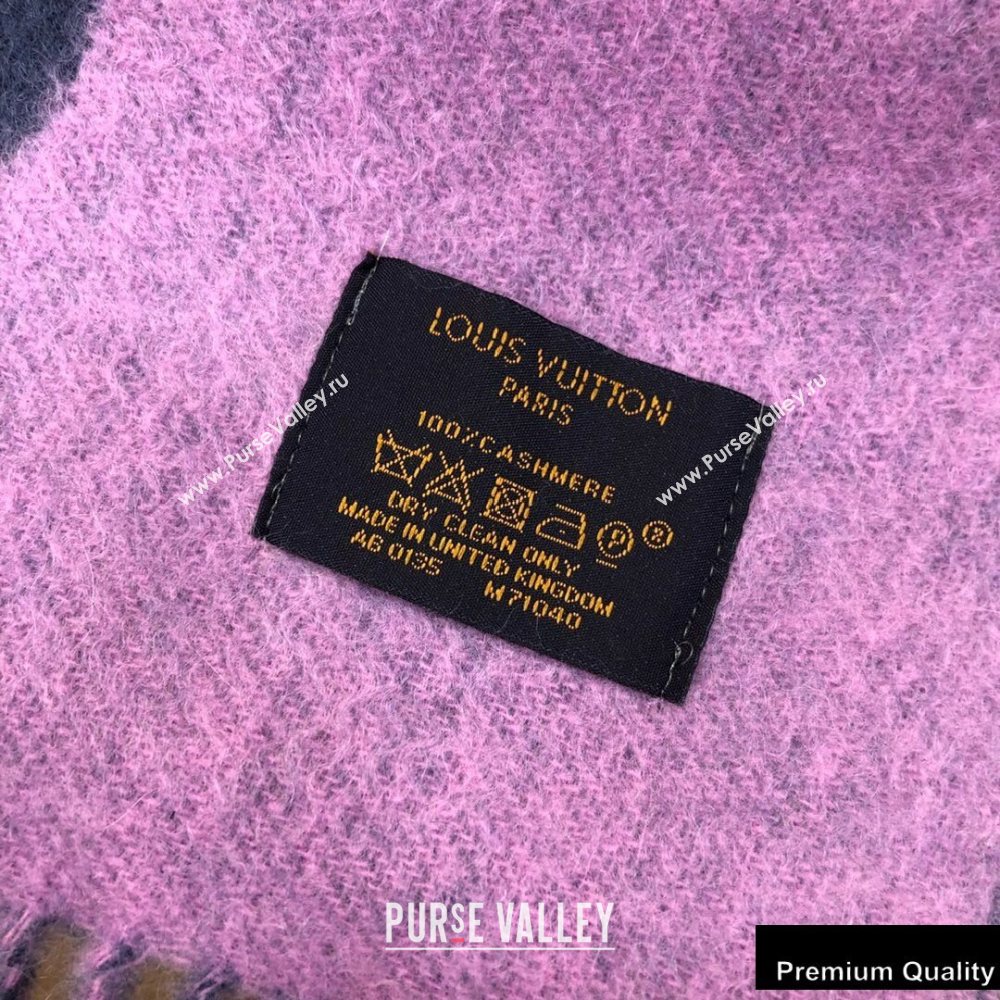 LOUIS VUITTON
PARIS
100%CASHMERE
P ®
DRY CLEAN ONLY
MADE IN UNITED KINGDOM
AG 0135 M71040
www.PurseValley.ru
www.PurseValley.ru
PURSE VALLEY
Premium Quality